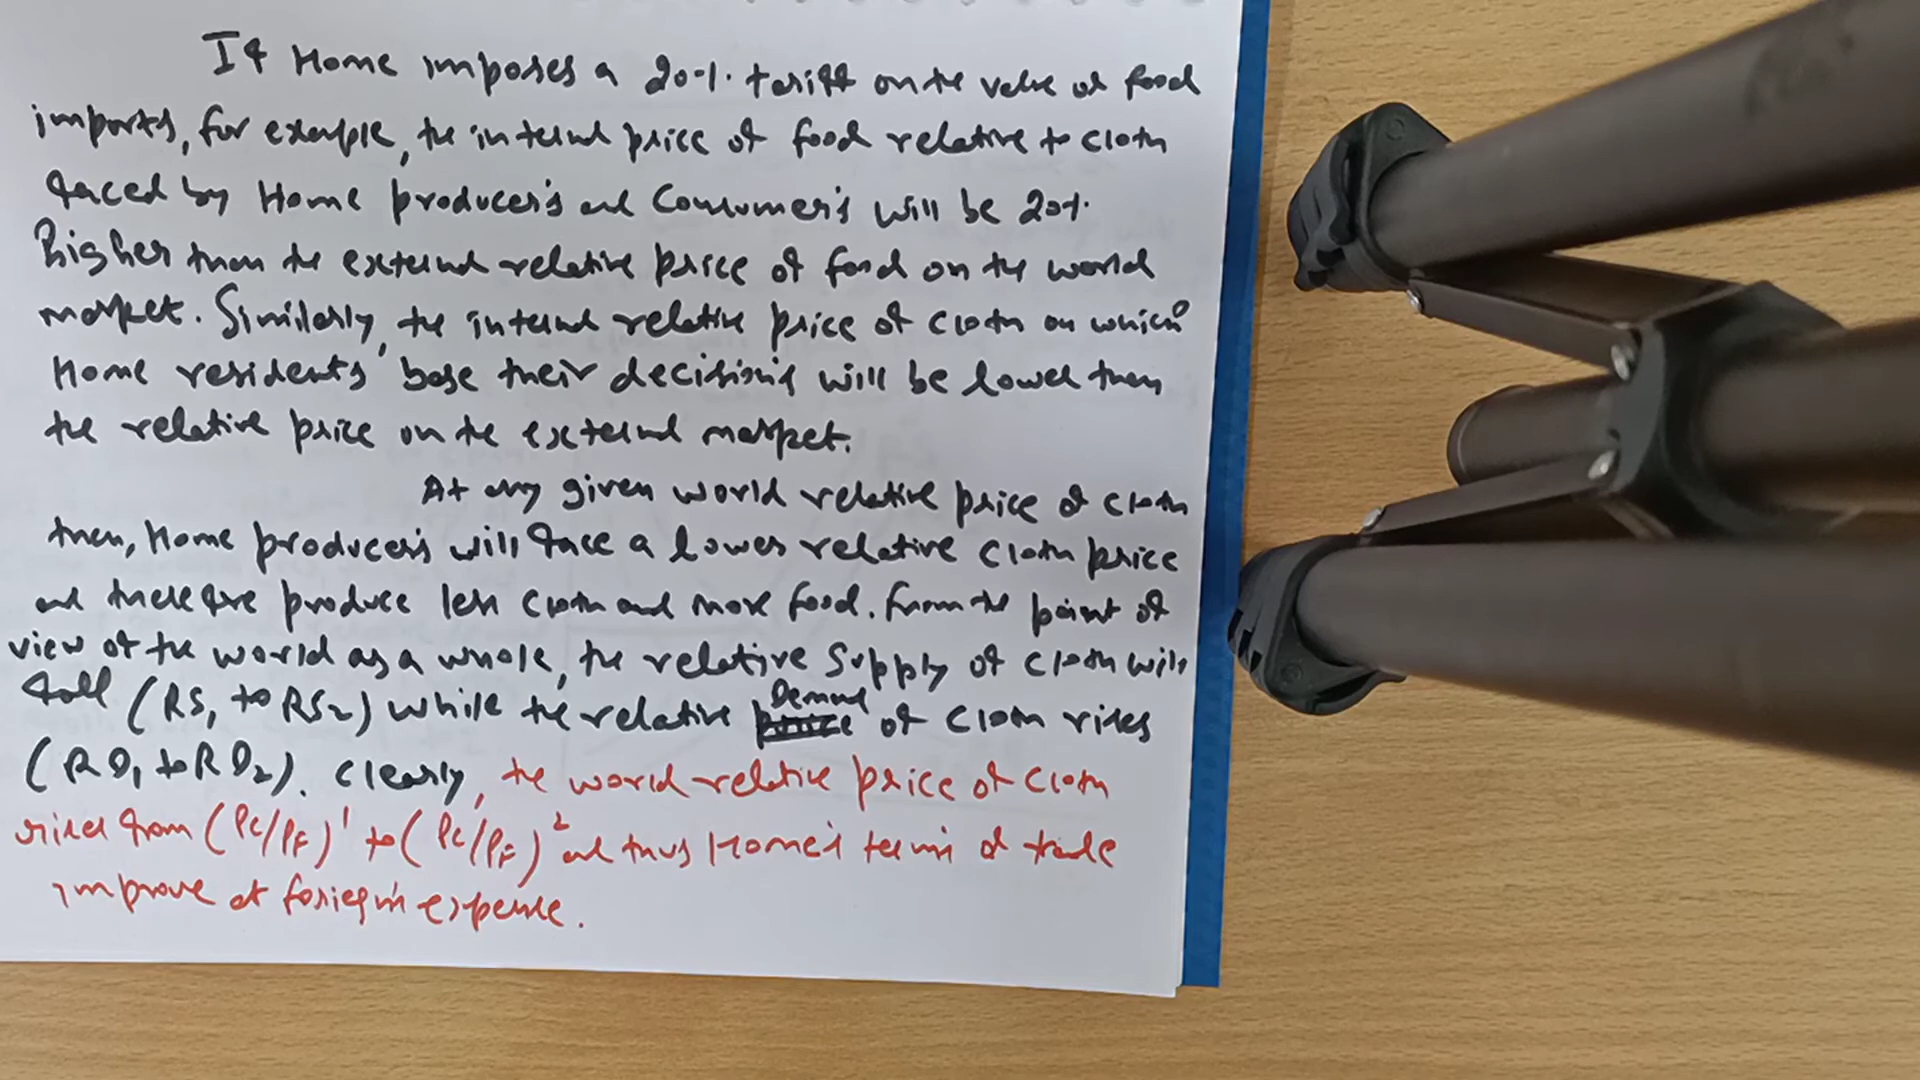 If Home imposes a 20%. tariff on the value of food
imports, for example, the internal price of food relative to cloth
faced by Home producer's and Consumer's will be 20%.
higher than the external relative price of food on the world
market. Similarly, the internal relative price of cloth on which
Home residents' base their decision's will be lower then
the relative price on the external market.
At any given world relative price of cloth
then, Home producer's will face a lower relative cloth price
and therefore produce less cloth and more food. From the point of
view of the world as a whole, the relative Supply of cloth will
fall (RS1 to RS2) while the relative Demand of cloth rises
(RD1 to RD2). Clearly, the world relative price of cloth
rises from (Pc/PF)¹ to (Pc/PF)² and thus Home's terms of trade
improve at foriegn's expense.